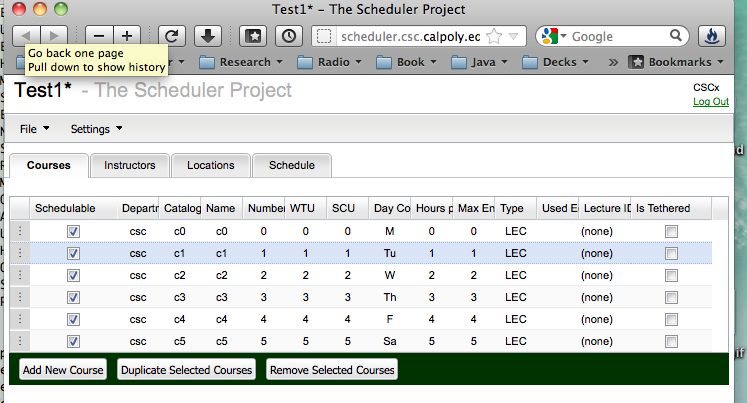 Test1* - The Scheduler Project
scheduler.csc.calpoly.ed
Google
Go back one page
Pull down to show history
er
Research
Radio
Book
Java
Decks
»
Bookmarks
Test1* - The Scheduler Project
CSCx
Log Out
File Settings
Courses Instructors Locations Schedule
Schedulable Departm Catalog Name Number WTU SCU Day Co Hours p Max En Type Used E Lecture ID Is Tethered
csc c0 c0 0 0 0 M 0 0 LEC (none)
csc c1 c1 1 1 1 Tu 1 1 LEC (none)
csc c2 c2 2 2 2 W 2 2 LEC (none)
csc c3 c3 3 3 3 Th 3 3 LEC (none)
csc c4 c4 4 4 4 F 4 4 LEC (none)
csc c5 c5 5 5 5 Sa 5 5 LEC (none)
Add New Course Duplicate Selected Courses Remove Selected Courses